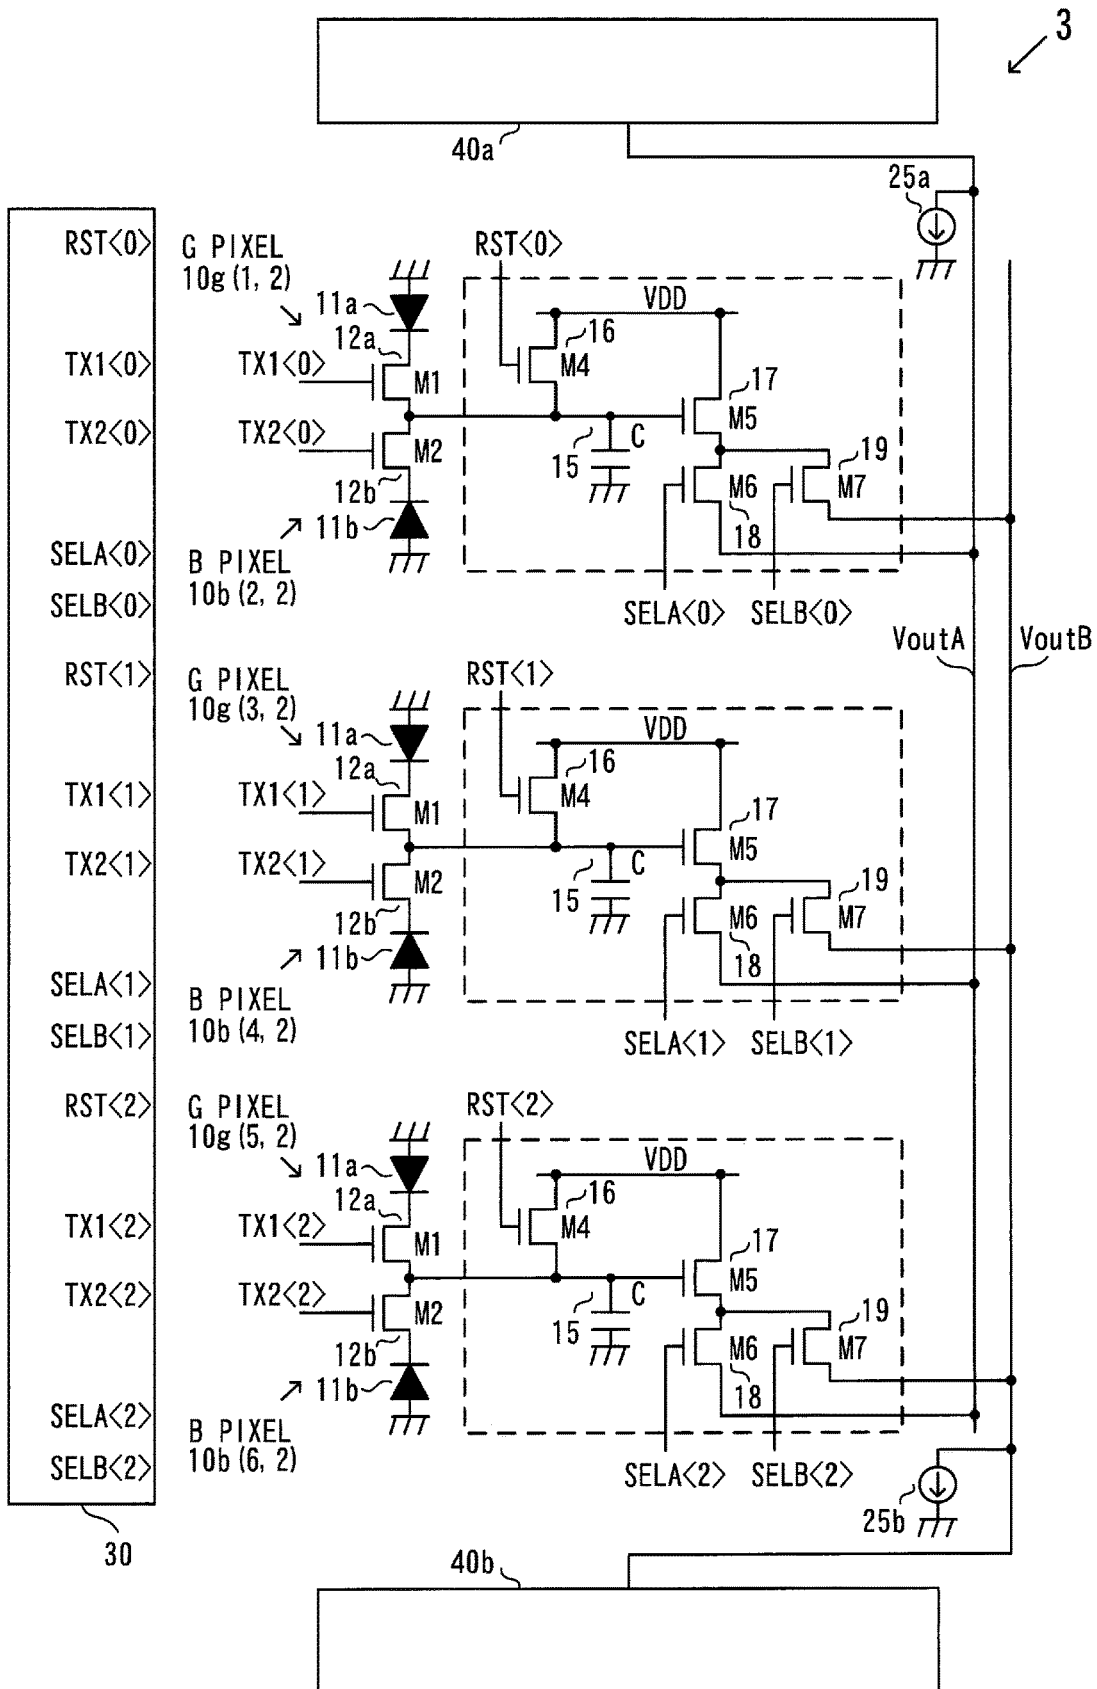 3
40a
25a
RST<0>
G PIXEL
10g(1, 2)
RST<0>
VDD
11a
12a
16
M4
TX1<0>
TX1<0>
M1
17
M5
TX2<0>
TX2<0>
M2
15
C
19
M6
M7
12b
11b
18
SELA<0>
B PIXEL
10b(2, 2)
SELB<0>
SELA<0>
SELB<0>
VoutA
VoutB
RST<1>
G PIXEL
10g(3, 2)
RST<1>
VDD
11a
12a
16
M4
TX1<1>
TX1<1>
M1
17
M5
TX2<1>
TX2<1>
M2
15
C
19
M6
M7
12b
11b
18
SELA<1>
B PIXEL
10b(4, 2)
SELB<1>
SELA<1>
SELB<1>
RST<2>
G PIXEL
10g(5, 2)
RST<2>
VDD
11a
12a
16
M4
TX1<2>
TX1<2>
M1
17
M5
TX2<2>
TX2<2>
M2
15
C
19
M6
M7
12b
11b
18
SELA<2>
B PIXEL
10b(6, 2)
SELB<2>
SELA<2>
SELB<2>
25b
30
40b